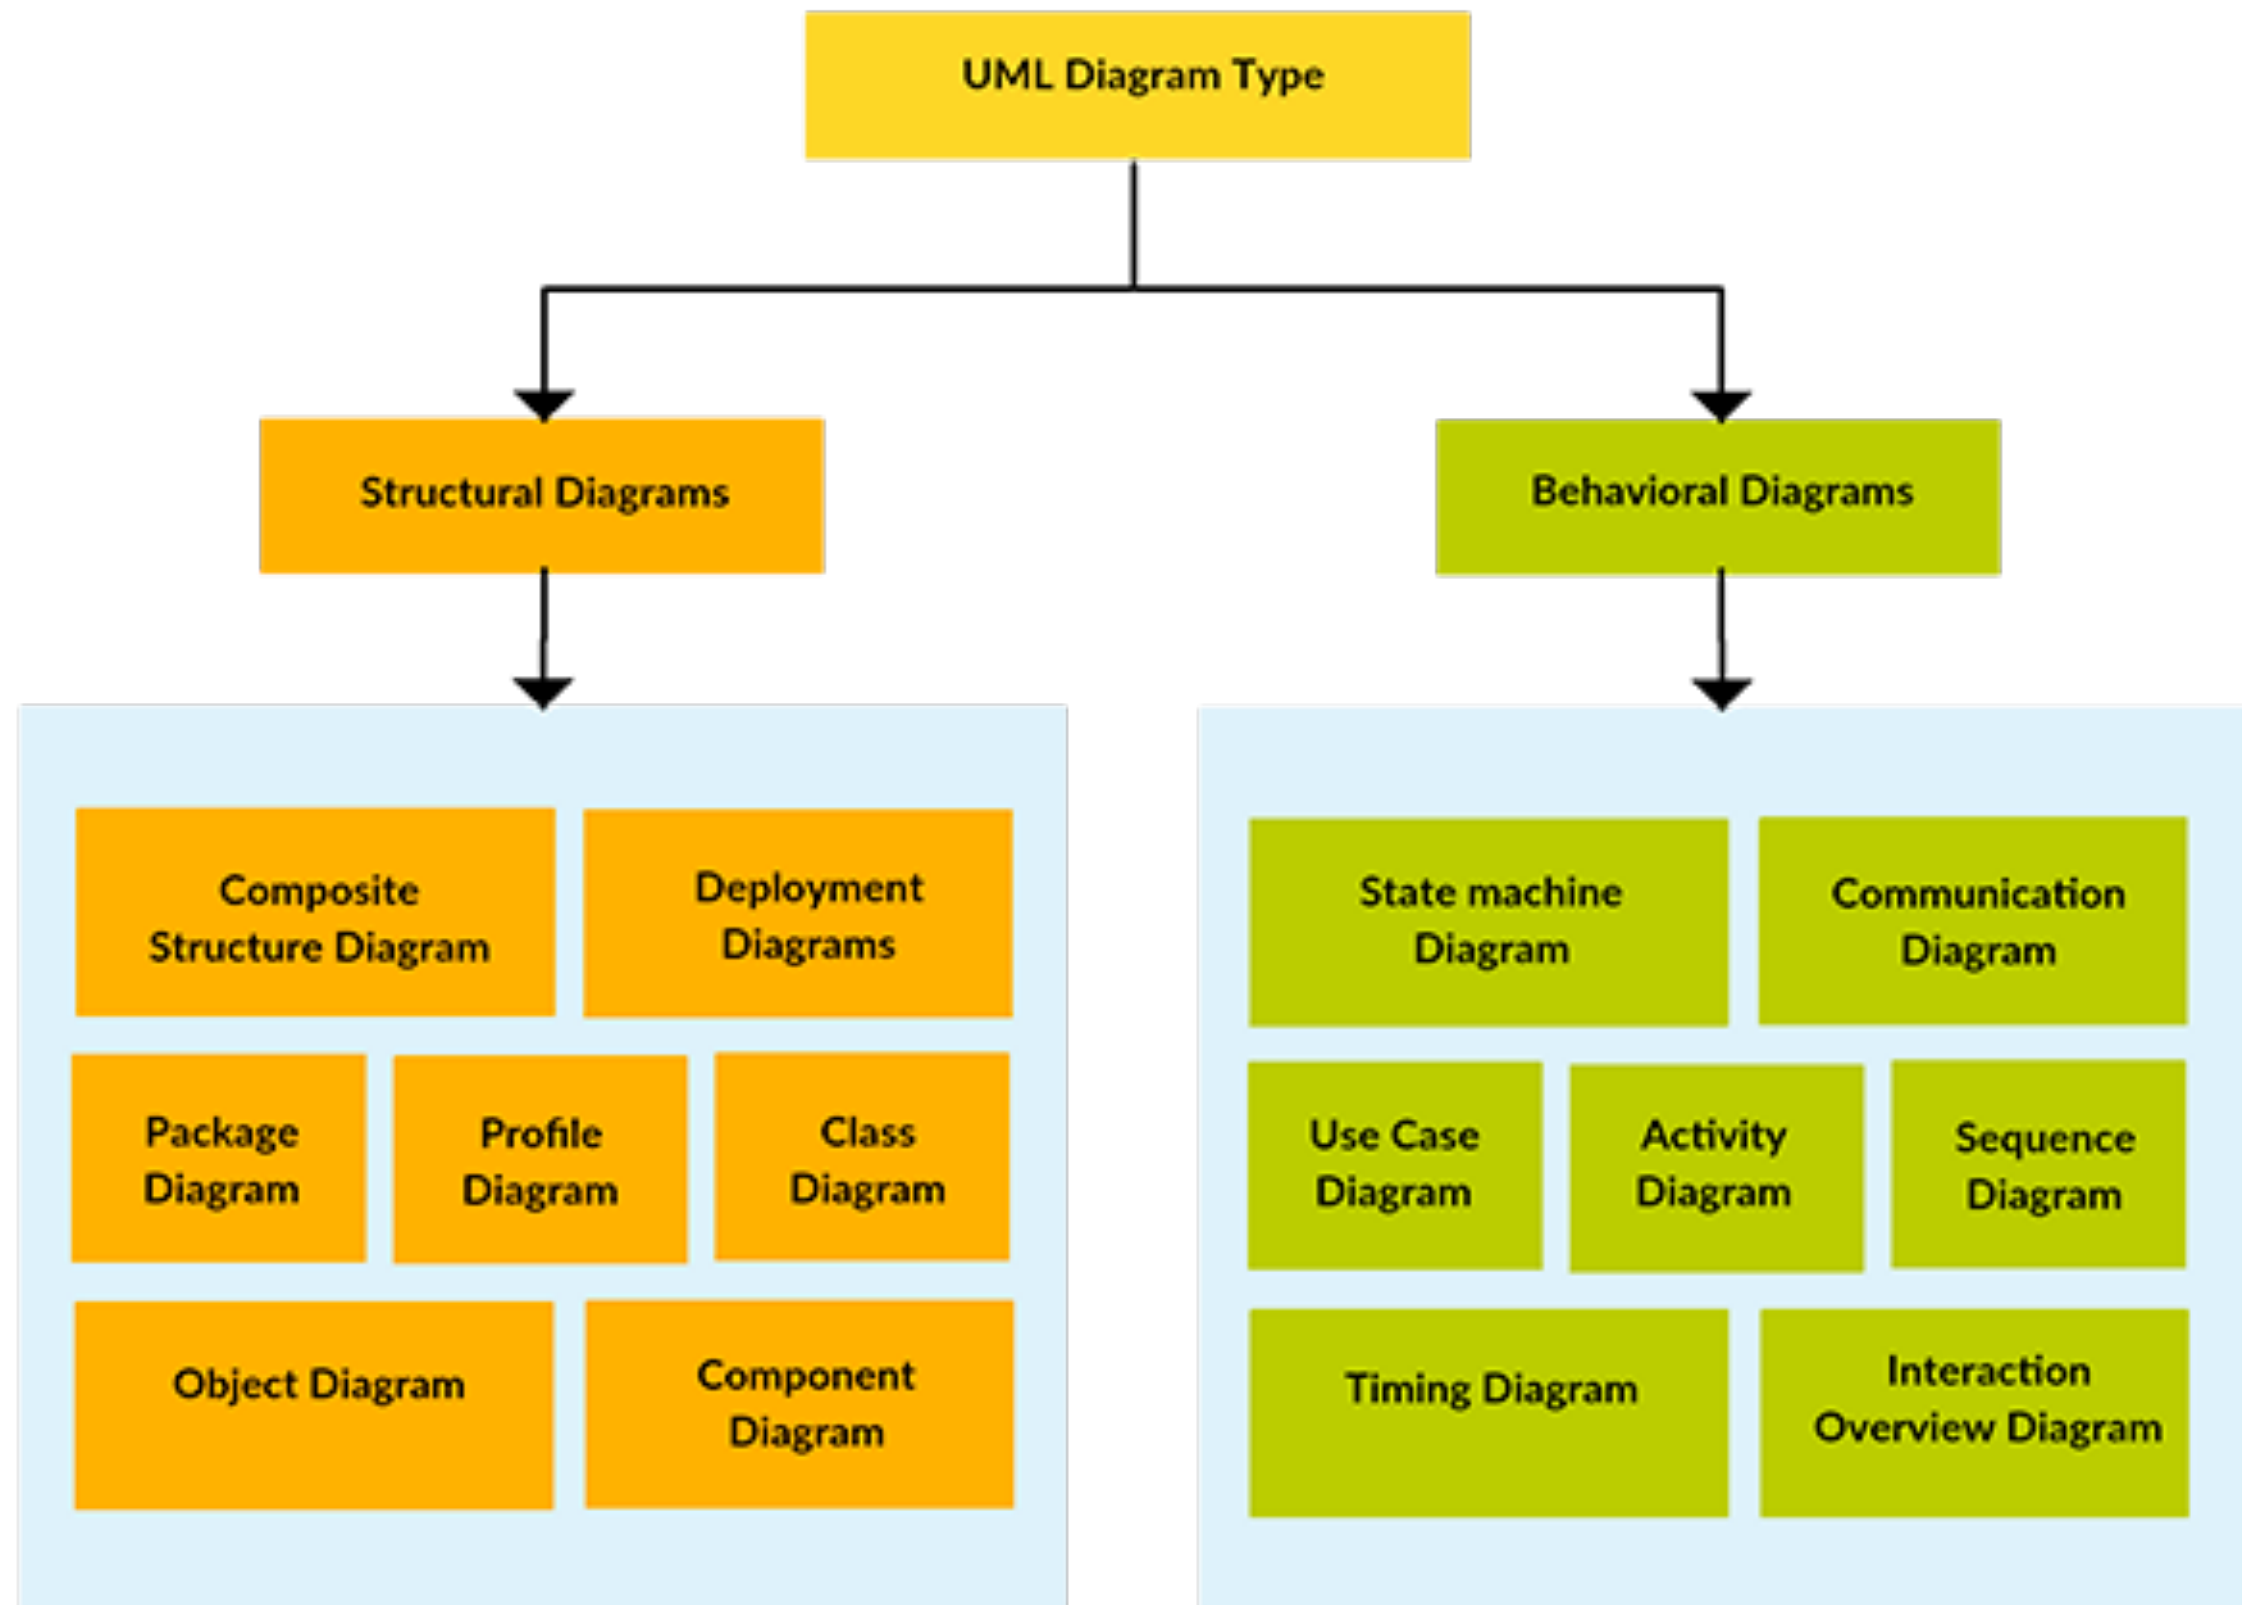 UML Diagram Type
Structural Diagrams
Behavioral Diagrams
Composite
Structure Diagram
Deployment
Diagrams
Package
Diagram
Profile
Diagram
Class
Diagram
Object Diagram
Component
Diagram
State machine
Diagram
Communication
Diagram
Use Case
Diagram
Activity
Diagram
Sequence
Diagram
Timing Diagram
Interaction
Overview Diagram